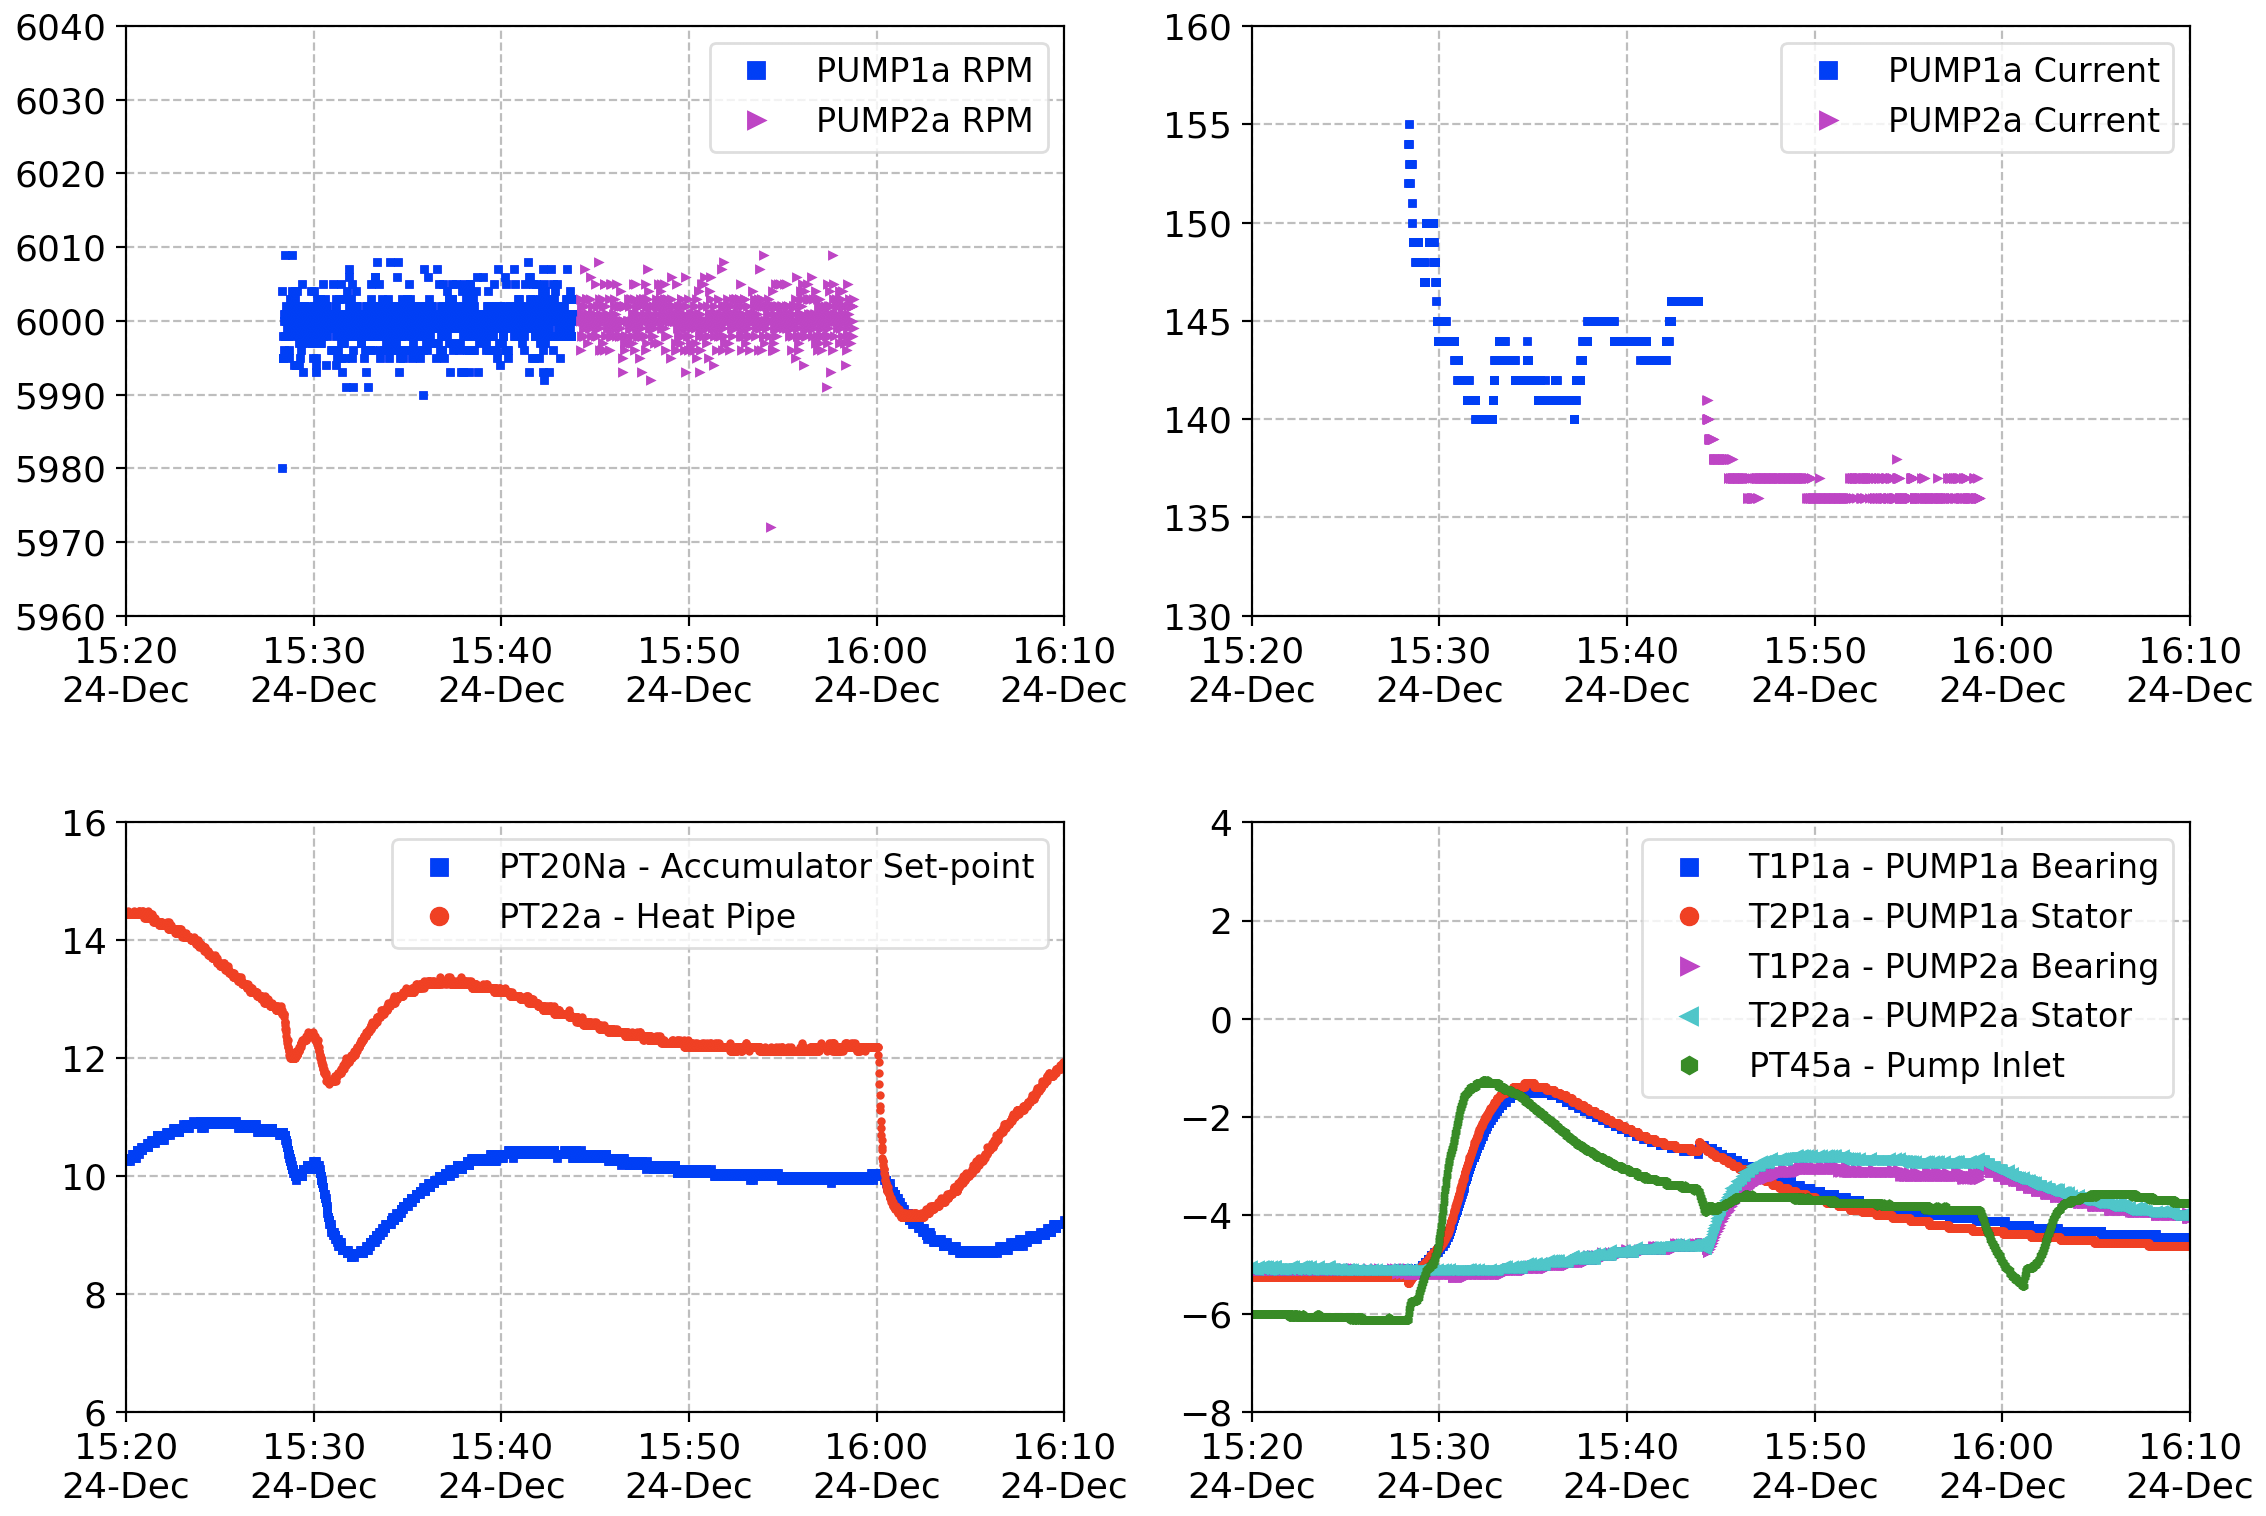 6040
6030
6020
6010
6000
5990
5980
5970
5960
PUMP1a RPM
PUMP2a RPM
15:20 15:30 15:40 15:50 16:00 16:10
24-Dec 24-Dec 24-Dec 24-Dec 24-Dec 24-Dec
160
155
150
145
140
135
130
PUMP1a Current
PUMP2a Current
15:20 15:30 15:40 15:50 16:00 16:10
24-Dec 24-Dec 24-Dec 24-Dec 24-Dec 24-Dec
16
14
12
10
8
6
PT20Na - Accumulator Set-point
PT22a - Heat Pipe
15:20 15:30 15:40 15:50 16:00 16:10
24-Dec 24-Dec 24-Dec 24-Dec 24-Dec 24-Dec
4
2
0
−2
−4
−6
−8
T1P1a - PUMP1a Bearing
T2P1a - PUMP1a Stator
T1P2a - PUMP2a Bearing
T2P2a - PUMP2a Stator
PT45a - Pump Inlet
15:20 15:30 15:40 15:50 16:00 16:10
24-Dec 24-Dec 24-Dec 24-Dec 24-Dec 24-Dec